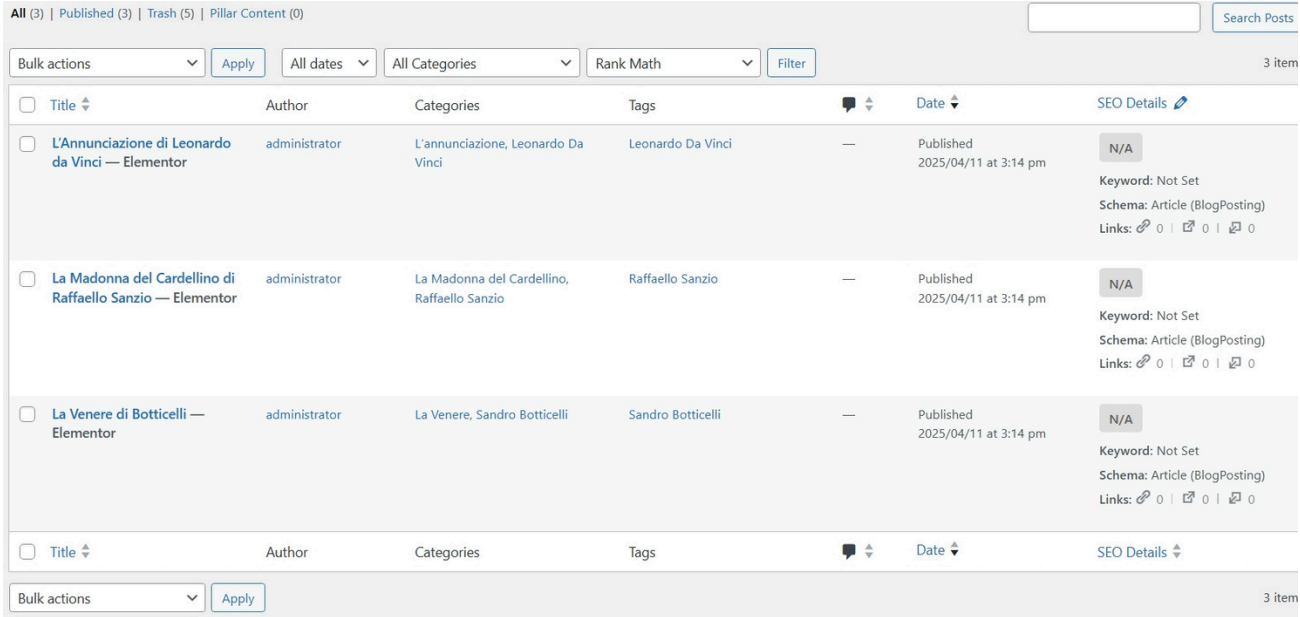 All (3) | Published (3) | Trash (5) | Pillar Content (0)
Search Posts
Bulk actions Apply All dates All Categories Rank Math Filter 3 item
Title Author Categories Tags Date SEO Details
L'Annunciazione di Leonardo
da Vinci — Elementor
administrator
L'annunciazione, Leonardo Da
Vinci
Leonardo Da Vinci
—
Published
2025/04/11 at 3:14 pm
N/A
Keyword: Not Set
Schema: Article (BlogPosting)
Links: 0 | 0 | 0
La Madonna del Cardellino di
Raffaello Sanzio — Elementor
administrator
La Madonna del Cardellino,
Raffaello Sanzio
Raffaello Sanzio
—
Published
2025/04/11 at 3:14 pm
N/A
Keyword: Not Set
Schema: Article (BlogPosting)
Links: 0 | 0 | 0
La Venere di Botticelli —
Elementor
administrator
La Venere, Sandro Botticelli
Sandro Botticelli
—
Published
2025/04/11 at 3:14 pm
N/A
Keyword: Not Set
Schema: Article (BlogPosting)
Links: 0 | 0 | 0
Title Author Categories Tags Date SEO Details
Bulk actions Apply 3 item